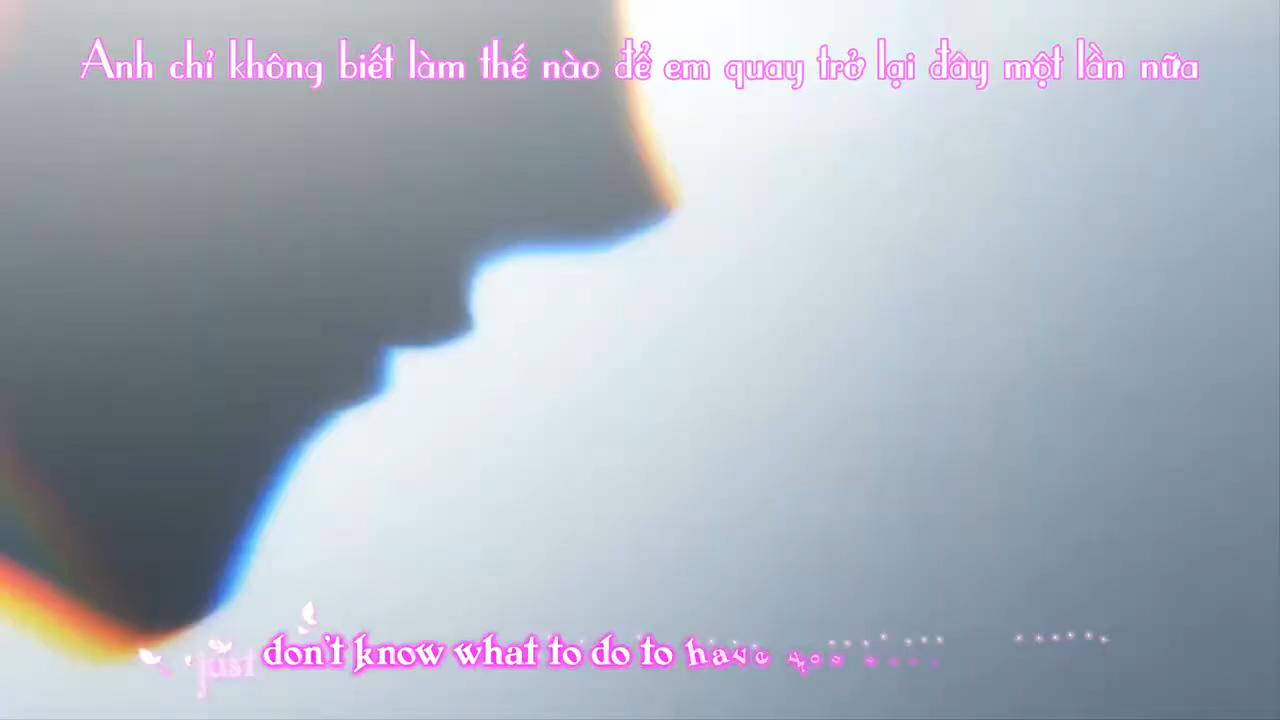 Anh chỉ không biết làm thế nào để em quay trở lại đây một lần nữa
just don't know what to do to have you